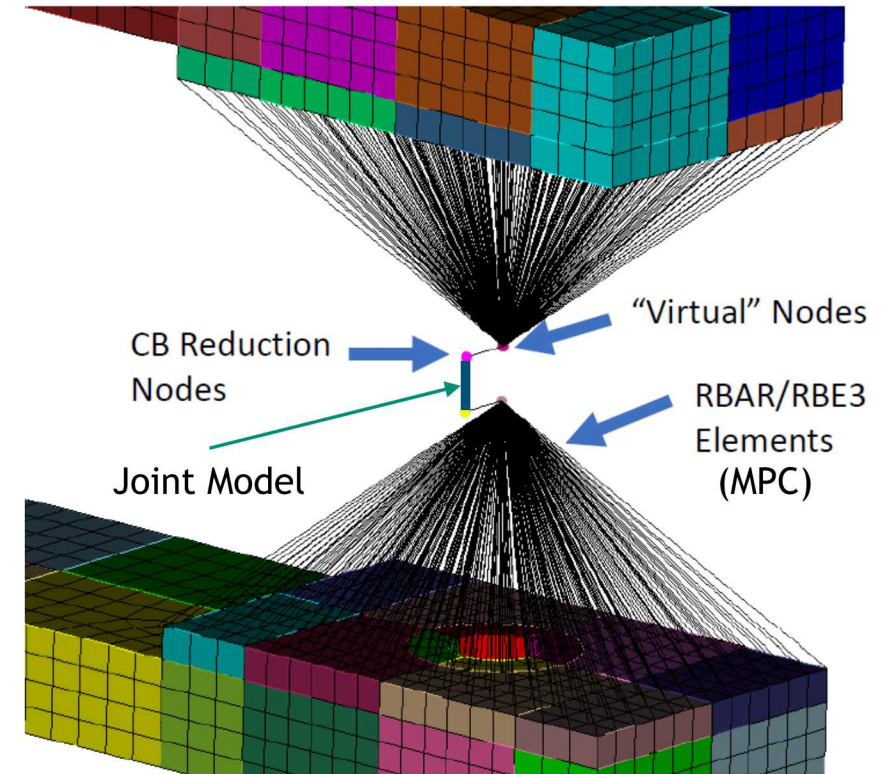 “Virtual” Nodes
CB Reduction
Nodes
RBAR/RBE3
Elements
(MPC)
Joint Model